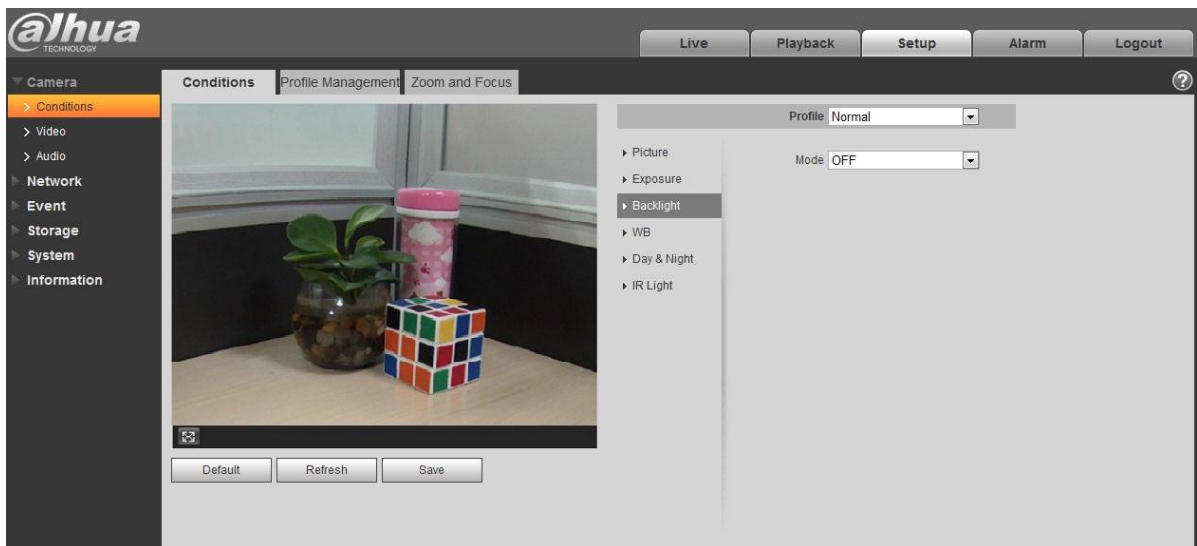 alhua
TECHNOLOGY
Live Playback Setup Alarm Logout
Camera
Conditions
Video
Audio
Network
Event
Storage
System
Information
Conditions Profile Management Zoom and Focus
?
Profile Normal
Picture
Exposure
Backlight
WB
Day & Night
IR Light
Mode OFF
Default Refresh Save